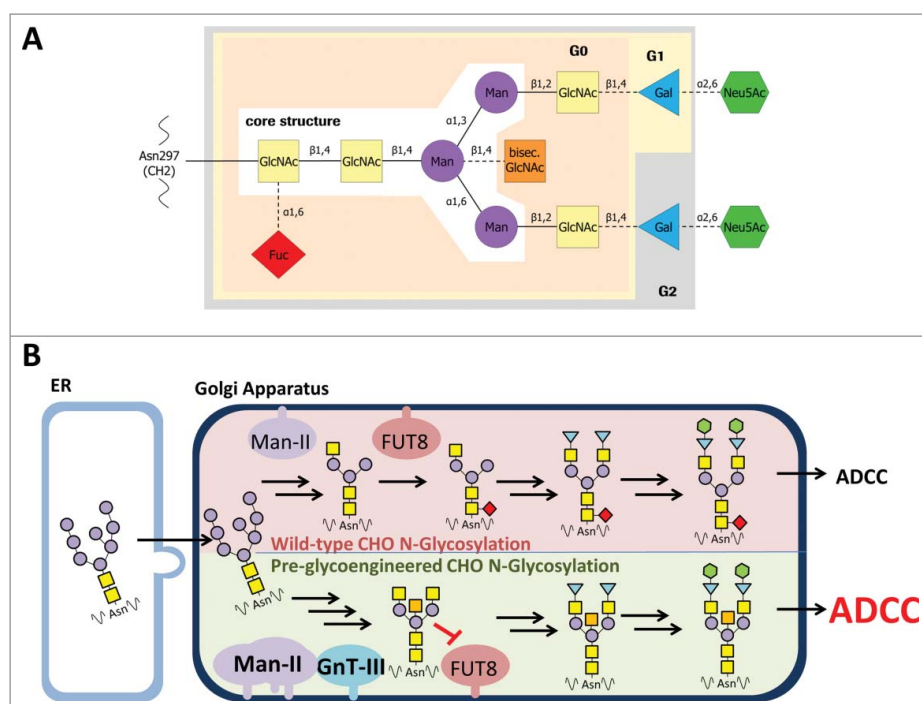 A
G0
G1
β1,2
β1,4
α2,6
Man
GlcNAc
Gal
Neu5Ac
α1,3
core structure
Asn297
(CH2)
β1,4
β1,4
β1,4
GlcNAc
GlcNAc
Man
bisec.
GlcNAc
α1,6
α1,6
β1,2
β1,4
α2,6
Man
GlcNAc
Gal
Neu5Ac
Fuc
G2
B
ER
Golgi Apparatus
Man-II
FUT8
ADCC
Asn
Asn
Asn
Asn
Wild-type CHO N-Glycosylation
Pre-glycoengineered CHO N-Glycosylation
Asn
Asn
ADCC
Man-II
GnT-III
FUT8
Asn
Asn
Asn